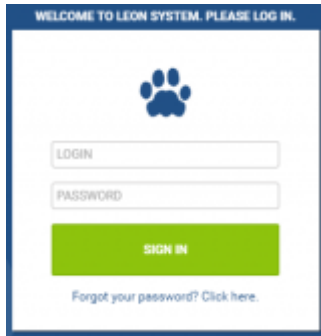 WELCOME TO LEON SYSTEM. PLEASE LOG IN.
LOGIN
PASSWORD
SIGN IN
Forgot your password? Click here.